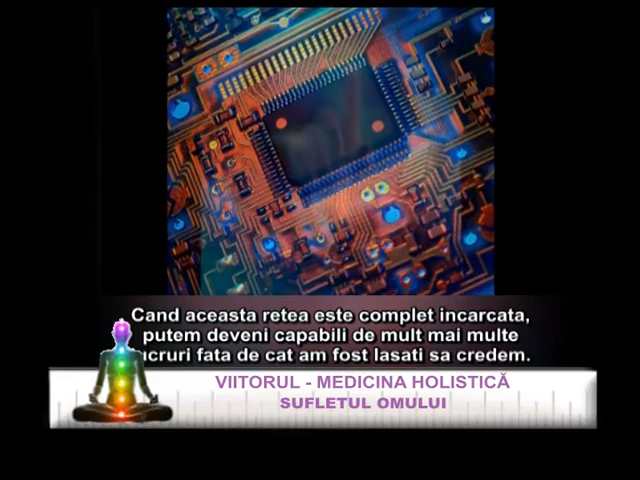 Cand aceasta retea este complet incarcata,
putem deveni capabili de mult mai multe
ucruri fata de cat am fost lasati sa credem.
VIITORUL - MEDICINA HOLISTICĂ
SUFLETUL OMULUI